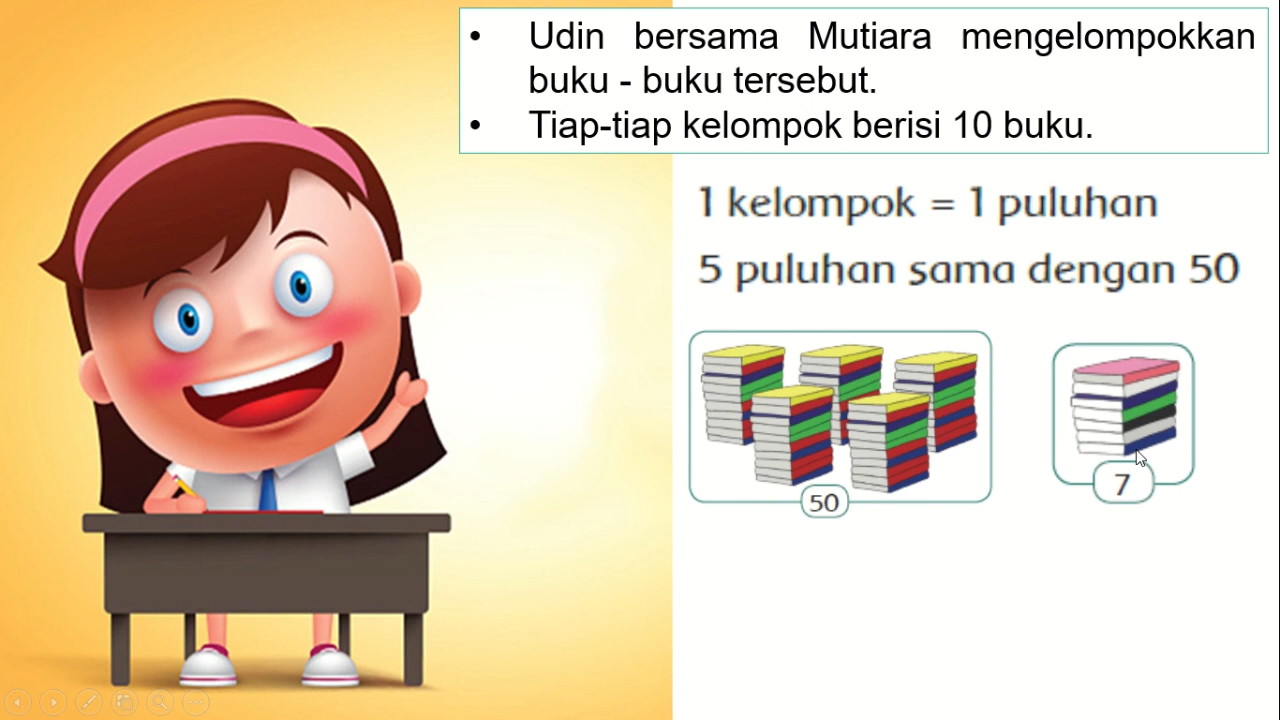 • Udin bersama Mutiara mengelompokkan
buku - buku tersebut.
• Tiap-tiap kelompok berisi 10 buku.
1 kelompok = 1 puluhan
5 puluhan sama dengan 50
50
7